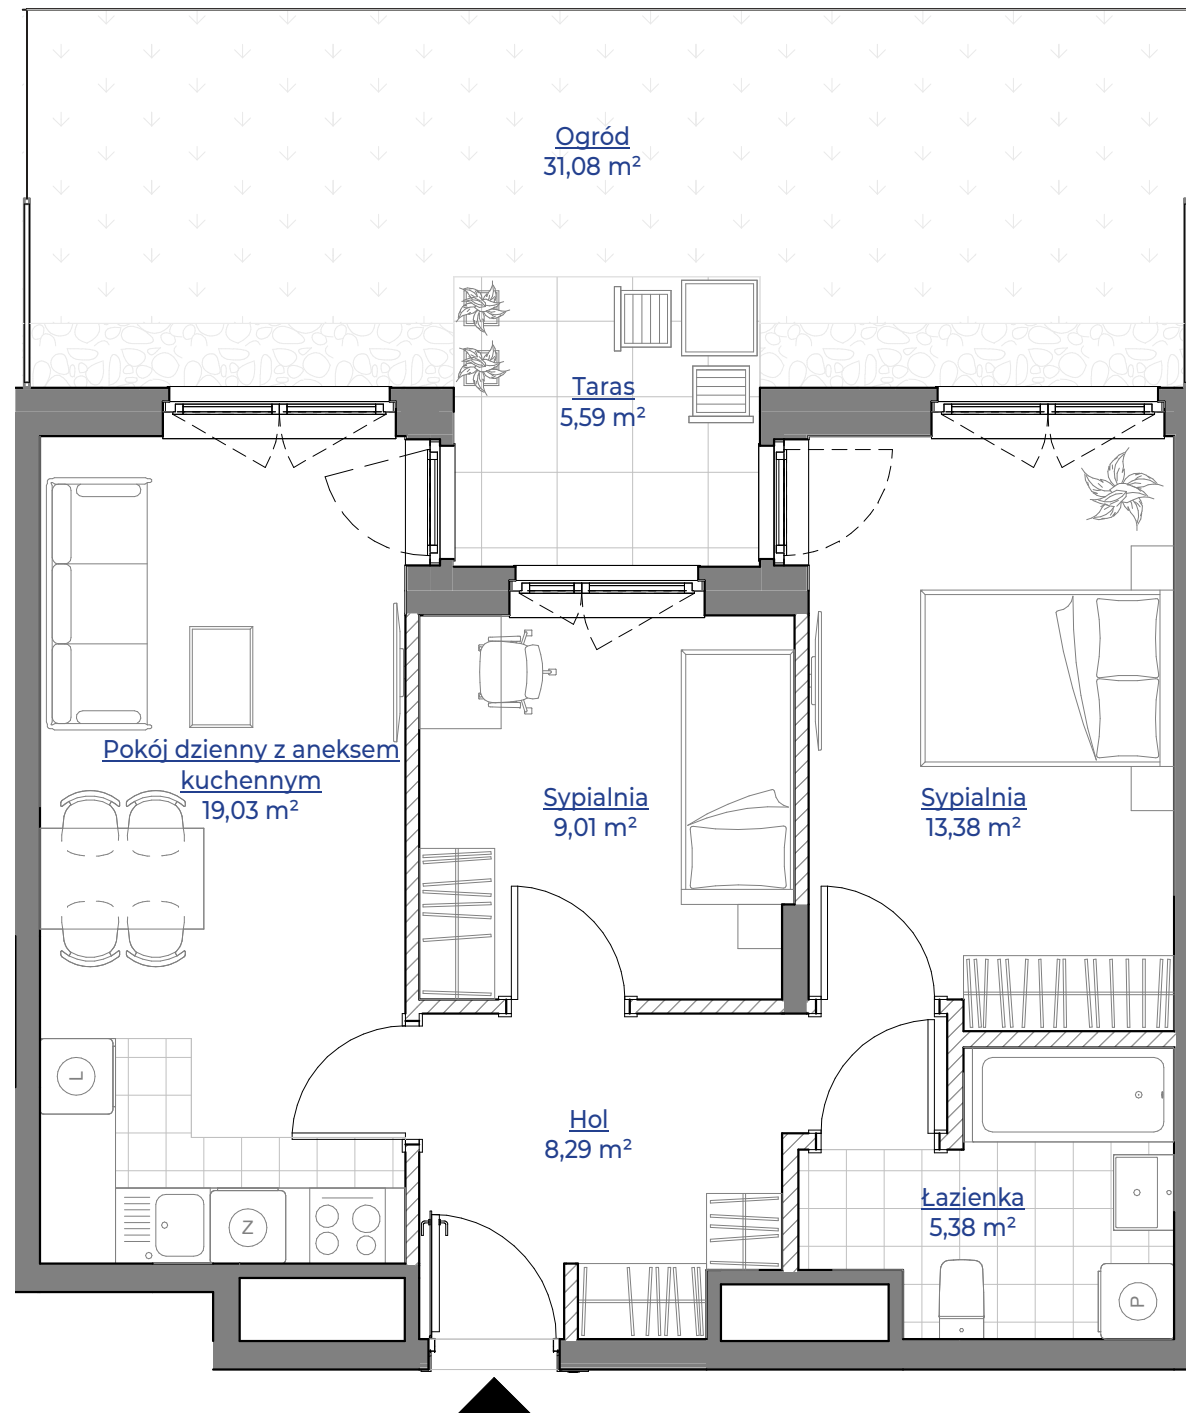 Ogród
31,08 m²
Taras
5,59 m²
Pokój dzienny z aneksem
kuchennym
19,03 m²
Sypialnia
9,01 m²
Sypialnia
13,38 m²
L
Hol
8,29 m²
Łazienka
5,38 m²
Z
P